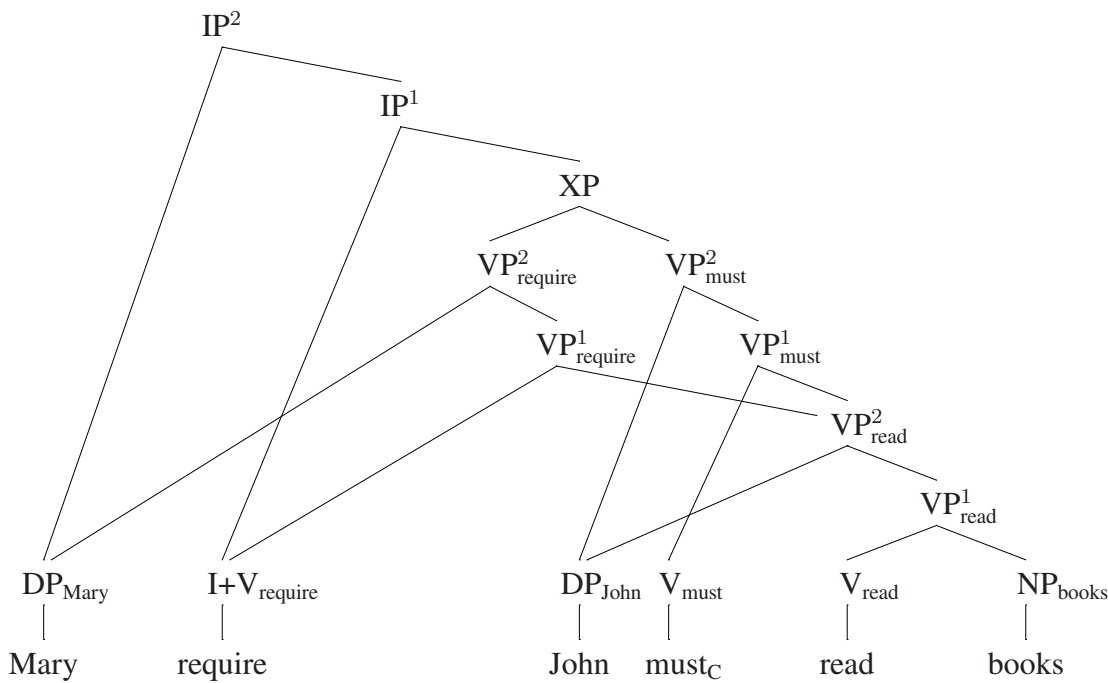 IP²
IP¹
XP
VP²require VP²must
VP¹require VP¹must
VP²read
VP¹read
DPMary I+Vrequire DPJohn Vmust Vread NPbooks
Mary require John mustC read books